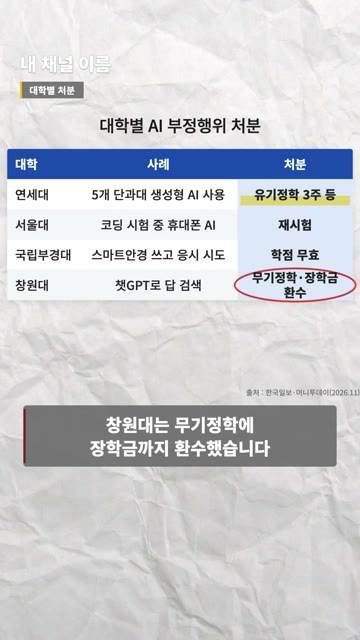 내 채널 이름
대학별 처분
대학별 AI 부정행위 처분
대학 사례 처분
연세대 5개 단과대 생성형 AI 사용 유기정학 3주 등
서울대 코딩 시험 중 휴대폰 AI 재시험
국립부경대 스마트안경 쓰고 응시 시도 학점 무효
창원대 챗GPT로 답 검색 무기정학·장학금
환수
출처 : 한국일보·머니투데이(2026.11)
창원대는 무기정학에
장학금까지 환수했습니다